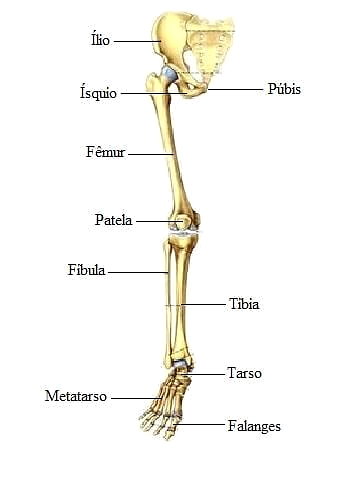 Ílio
Ísquio
Púbis
Fêmur
Patela
Fíbula
Tíbia
Tarso
Metatarso
Falanges